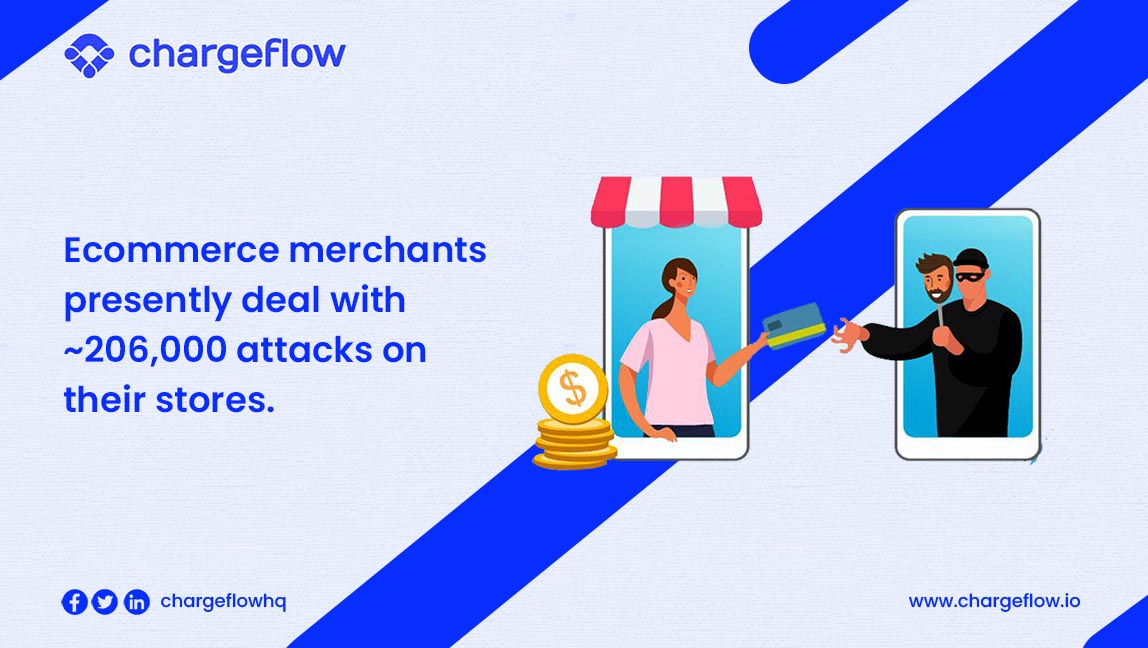 chargeflow
Ecommerce merchants
presently deal with
~206,000 attacks on
their stores.
$
chargeflowhq
www.chargeflow.io